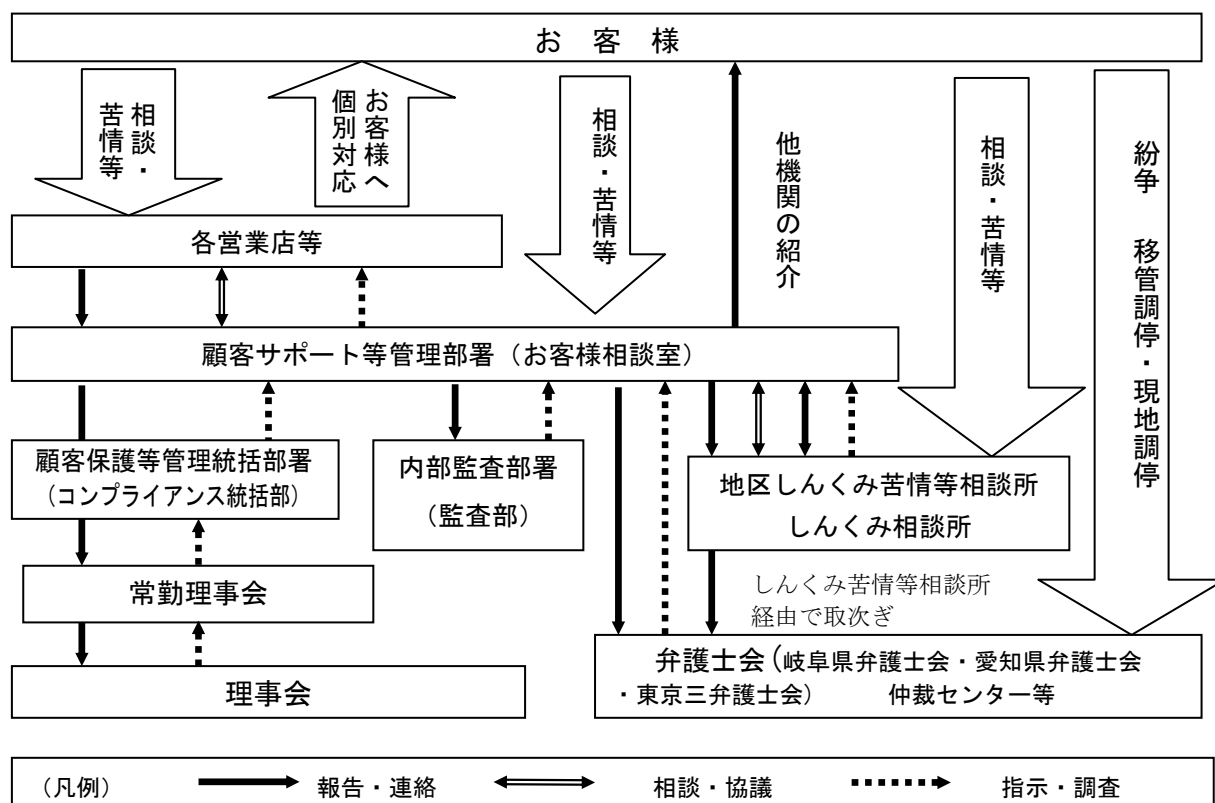 お 客 様
相談・
苦情等
お客様へ
個別対応
相談・苦情等
他機関の紹介
相談・苦情等
紛争 移管調停・現地調停
各営業店等
顧客サポート等管理部署（お客様相談室）
顧客保護等管理統括部署
（コンプライアンス統括部）
内部監査部署
（監査部）
地区しんくみ苦情等相談所
しんくみ相談所
常勤理事会
しんくみ苦情等相談所
経由で取次ぎ
理事会
弁護士会（岐阜県弁護士会・愛知県弁護士会
・東京三弁護士会） 仲裁センター等
（凡例） 報告・連絡 相談・協議 指示・調査